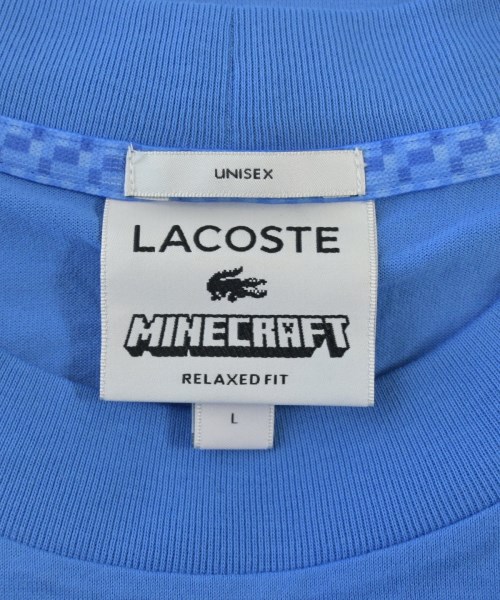 UNISEX
LACOSTE
MINECRAFT
RELAXED FIT
L